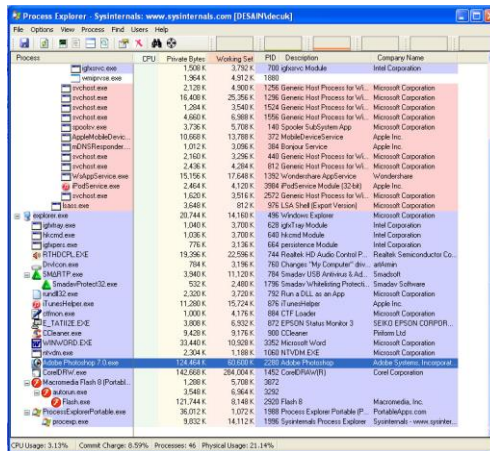 Process Explorer - Sysinternals: www.sysinternals.com [DESAIN\decuk]
File Options View Process Find Users Help
Process CPU Private Bytes Working Set PID Description Company Name
igfxsrvc.exe 1,508 K 3,792 K 700 igfxsrvc Module Intel Corporation
wmiprvse.exe 1,964 K 4,912 K 1880
svchost.exe 2,128 K 4,900 K 1256 Generic Host Process for Wi... Microsoft Corporation
svchost.exe 16,408 K 25,356 K 1296 Generic Host Process for Wi... Microsoft Corporation
svchost.exe 1,284 K 3,540 K 1524 Generic Host Process for Wi... Microsoft Corporation
svchost.exe 4,660 K 6,988 K 1556 Generic Host Process for Wi... Microsoft Corporation
spoolsv.exe 3,736 K 5,708 K 140 Spooler SubSystem App Microsoft Corporation
AppleMobileDevic... 10,668 K 13,788 K 372 MobileDeviceService Apple Inc.
mDNSResponder... 1,012 K 3,096 K 384 Bonjour Service Apple Inc.
svchost.exe 2,160 K 3,296 K 440 Generic Host Process for Wi... Microsoft Corporation
svchost.exe 2,436 K 4,284 K 812 Generic Host Process for Wi... Microsoft Corporation
WsAppService.exe 15,156 K 17,648 K 1392 Wondershare AppService Wondershare
iPodService.exe 2,464 K 4,120 K 3984 iPodService Module (32-bit) Apple Inc.
svchost.exe 1,620 K 3,516 K 2572 Generic Host Process for Wi... Microsoft Corporation
lsass.exe 3,648 K 812 K 976 LSA Shell (Export Version) Microsoft Corporation
explorer.exe 20,744 K 14,160 K 496 Windows Explorer Microsoft Corporation
igfxtray.exe 1,040 K 3,700 K 628 igfxTray Module Intel Corporation
hkcmd.exe 1,036 K 3,700 K 640 hkcmd Module Intel Corporation
igfxpers.exe 776 K 3,136 K 664 persistence Module Intel Corporation
RTHDCPL.EXE 19,396 K 22,596 K 744 Realtek HD Audio Control P... Realtek Semiconductor Co...
DrvIcon.exe 784 K 3,196 K 760 Changes "My Computer" driv... artArmin
SMΔRTP.exe 3,940 K 11,120 K 784 Smadav USB Antivirus & Ad... Smadsoft
SmadavProtect32.exe 532 K 2,480 K 1796 Smadav Whitelisting Protecti... Smadav Software
rundll32.exe 2,320 K 3,720 K 792 Run a DLL as an App Microsoft Corporation
iTunesHelper.exe 11,280 K 15,724 K 876 iTunesHelper Apple Inc.
ctfmon.exe 1,000 K 4,176 K 884 CTF Loader Microsoft Corporation
E_TATIIZE.EXE 3,808 K 6,932 K 872 EPSON Status Monitor 3 SEIKO EPSON CORPOR...
CCleaner.exe 9,428 K 9,176 K 900 CCleaner Piriform Ltd
WINWORD.EXE 33,440 K 10,928 K 3352 Microsoft Word Microsoft Corporation
ntvdm.exe 2,304 K 1,188 K 1060 NTVDM.EXE Microsoft Corporation
Adobe Photoshop 7.0.exe 124,464 K 60,600 K 2280 Adobe Photoshop Adobe Systems, Incorporat
CorelDRW.exe 142,668 K 284,004 K 1452 CorelDRAW(R) Corel Corporation
Macromedia Flash 8 (Portabl... 1,288 K 5,708 K 3872
autorun.exe 3,548 K 6,964 K 3292
Flash.exe 121,744 K 8,148 K 2920 Flash 8 Macromedia, Inc.
ProcessExplorerPortable.exe 36,012 K 1,072 K 1988 Process Explorer Portable (P... PortableApps.com
procexp.exe 9,832 K 14,112 K 1996 Sysinternals Process Explorer Sysinternals - www.sysinter...
CPU Usage: 3.13% Commit Charge: 8.59% Processes: 46 Physical Usage: 21.14%